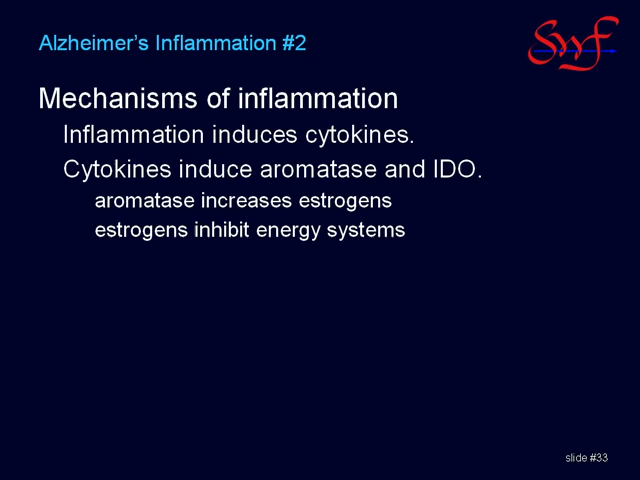 Alzheimer's Inflammation #2
SWF
Mechanisms of inflammation
Inflammation induces cytokines.
Cytokines induce aromatase and IDO.
aromatase increases estrogens
estrogens inhibit energy systems
slide #33